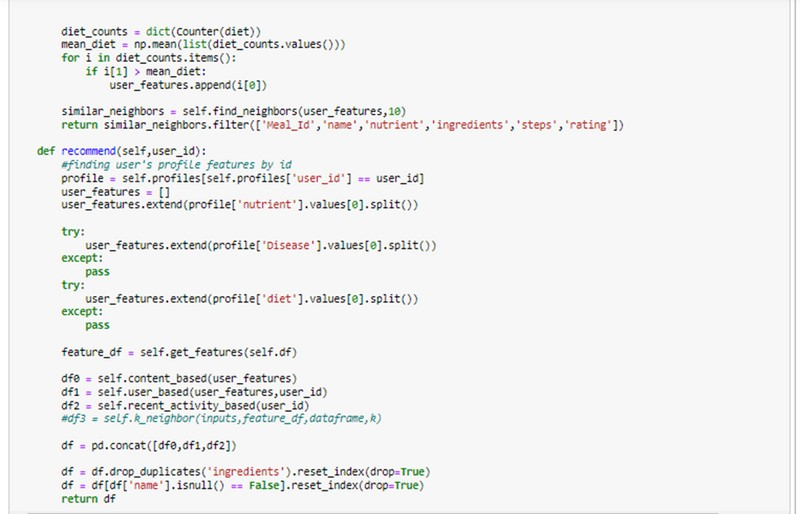 diet_counts = dict(Counter(diet))
mean_diet = np.mean(list(diet_counts.values()))
for i in diet_counts.items():
if i[1] > mean_diet:
user_features.append(i[0])
similar_neighbors = self.find_neighbors(user_features,10)
return similar_neighbors.filter(['Meal_Id','name','nutrient','ingredients','steps','rating'])
def recommend(self,user_id):
#finding user's profile features by id
profile = self.profiles[self.profiles['user_id'] == user_id]
user_features = []
user_features.extend(profile['nutrient'].values[0].split())
try:
user_features.extend(profile['Disease'].values[0].split())
except:
pass
try:
user_features.extend(profile['diet'].values[0].split())
except:
pass
feature_df = self.get_features(self.df)
df0 = self.content_based(user_features)
df1 = self.user_based(user_features,user_id)
df2 = self.recent_activity_based(user_id)
#df3 = self.k_neighbor(inputs,feature_df,dataframe,k)
df = pd.concat([df0,df1,df2])
df = df.drop_duplicates('ingredients').reset_index(drop=True)
df = df[df['name'].isnull() == False].reset_index(drop=True)
return df